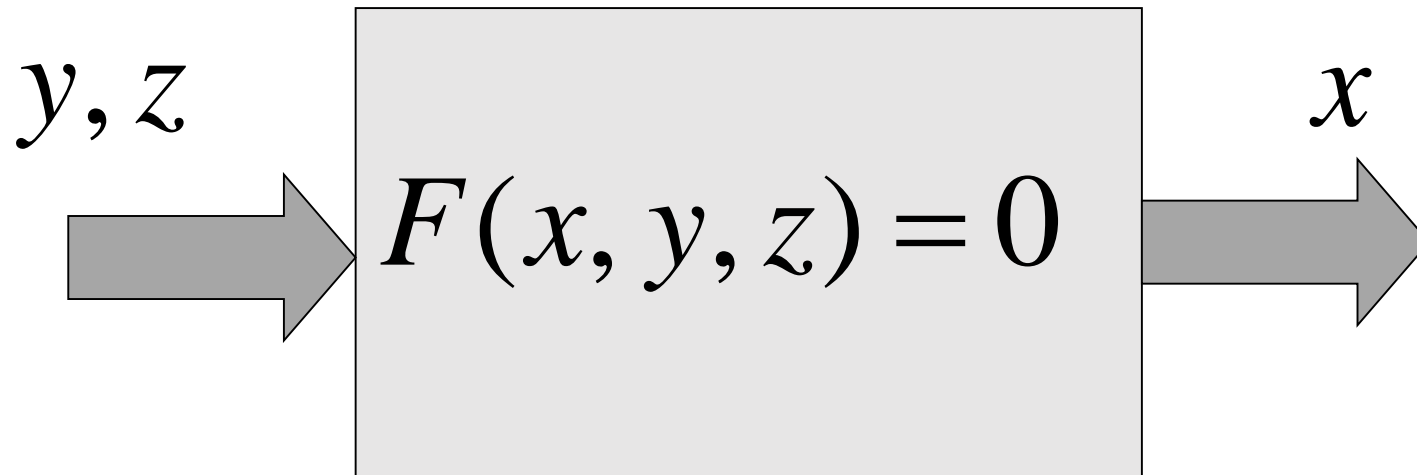 y, z
x
F(x, y, z) = 0